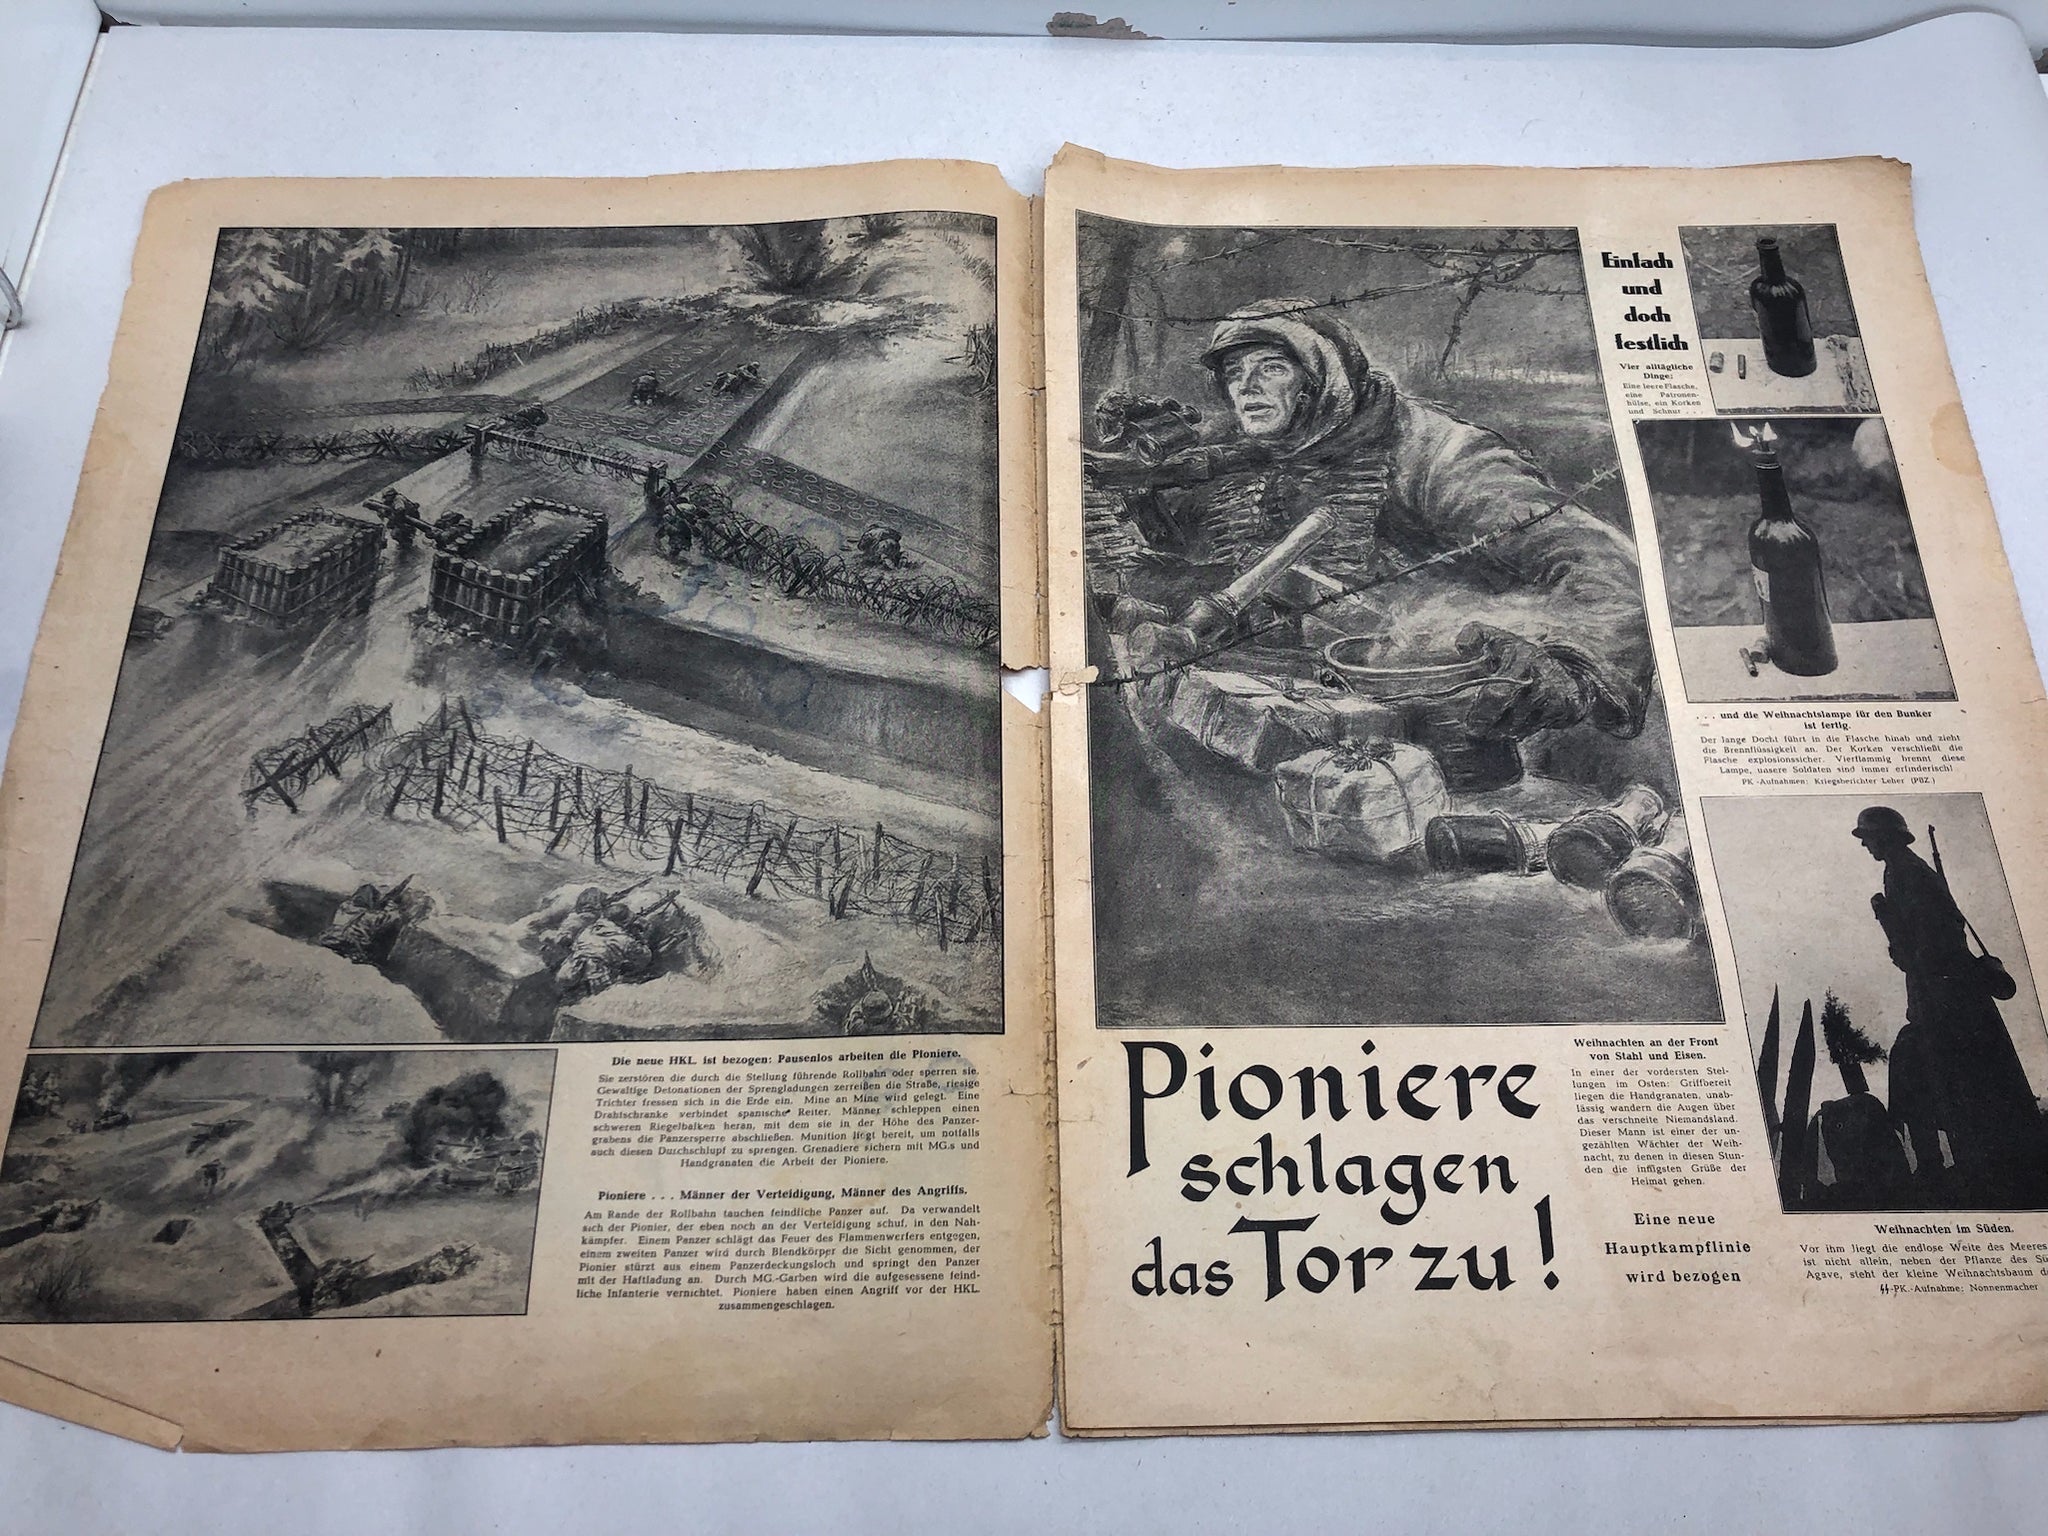 Die neue HKL. ist bezogen: Pausenlos arbeiten die Pioniere.
Sie zerstören die durch die Stellung führende Rollbahn oder sperren sie.
Gewaltige Detonationen der Sprengladungen zerreißen die Straße, riesige
Trichter fressen sich in die Erde ein. Mine an Mine wird gelegt. Eine
Drahtschranke verbindet spanische Reiter. Männer schleppen einen
schweren Riegelbalken heran, mit dem sie in der Höhe des Panzer-
grabens die Panzersperre abschließen. Munition liegt bereit, um notfalls
auch diesen Durchschlupf zu sprengen. Grenadiere sichern mit MG.s und
Handgranaten die Arbeit der Pioniere.
Pioniere . . . Männer der Verteidigung, Männer des Angriffs.
Am Rande der Rollbahn tauchen feindliche Panzer auf. Da verwandelt
sich der Pionier, der eben noch an der Verteidigung schuf, in den Nah-
kämpfer. Einem Panzer schlägt das Feuer des Flammenwerfers entgegen,
einem zweiten Panzer wird durch Blendkörper die Sicht genommen, der
Pionier stürzt aus einem Panzerdeckungsloch und springt den Panzer
mit der Haftladung an. Durch MG.-Garben wird die aufgesessene feind-
liche Infanterie vernichtet. Pioniere haben einen Angriff vor der HKL.
zusammengeschlagen.
Pioniere
schlagen
das Tor zu!
Weihnachten an der Front
von Stahl und Eisen.
In einer der vordersten Stel-
lungen im Osten: Griffbereit
liegen die Handgranaten, unab-
lässig wandern die Augen über
das verschneite Niemandsland.
Dieser Mann ist einer der un-
gezählten Wächter der Weih-
nacht, zu denen in diesen Stun-
den die innigsten Grüße der
Heimat gehen.
Eine neue
Hauptkampflinie
wird bezogen
Einfach
und
doch
festlich
Vier alltägliche
Dinge:
Eine leere Flasche,
eine Patronen-
hülse, ein Korken
und Schnur . . .
. . . und die Weihnachtslampe für den Bunker
ist fertig.
Der lange Docht führt in die Flasche hinab und zieht
die Brennflüssigkeit an. Der Korken verschließt die
Flasche explosionssicher. Vierflammig brennt diese
Lampe, unsere Soldaten sind immer erfinderisch!
PK.-Aufnahmen: Kriegsberichter Leher (PBZ.)
Weihnachten im Süden.
Vor ihm liegt die endlose Weite des Meeres
ist nicht allein, neben der Pflanze des Sü
Agave, steht der kleine Weihnachtsbaum d
SS-PK.-Aufnahme: Nonnenmacher